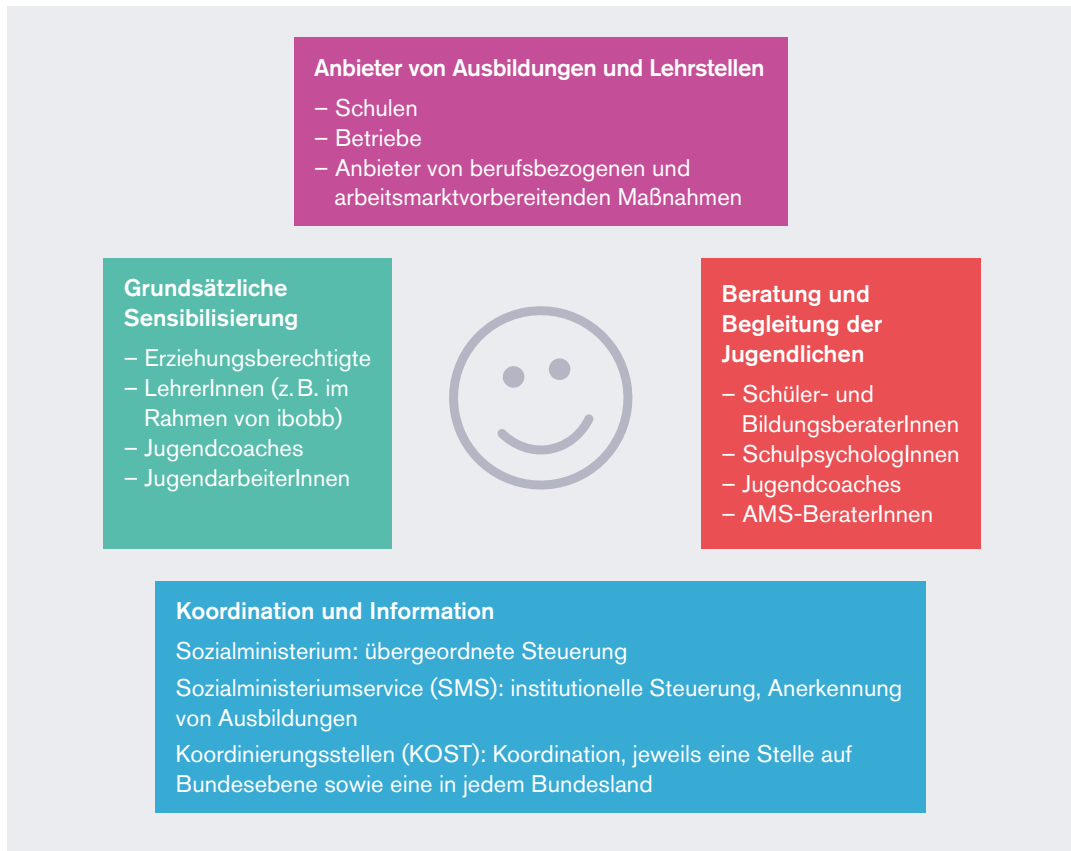 Anbieter von Ausbildungen und Lehrstellen
– Schulen
– Betriebe
– Anbieter von berufsbezogenen und
arbeitsmarktvorbereitenden Maßnahmen
Grundsätzliche
Sensibilisierung
– Erziehungsberechtigte
– LehrerInnen (z. B. im
Rahmen von ibobb)
– Jugendcoaches
– JugendarbeiterInnen
Beratung und
Begleitung der
Jugendlichen
– Schüler- und
BildungsberaterInnen
– SchulpsychologInnen
– Jugendcoaches
– AMS-BeraterInnen
Koordination und Information
Sozialministerium: übergeordnete Steuerung
Sozialministeriumservice (SMS): institutionelle Steuerung, Anerkennung
von Ausbildungen
Koordinierungsstellen (KOST): Koordination, jeweils eine Stelle auf
Bundesebene sowie eine in jedem Bundesland